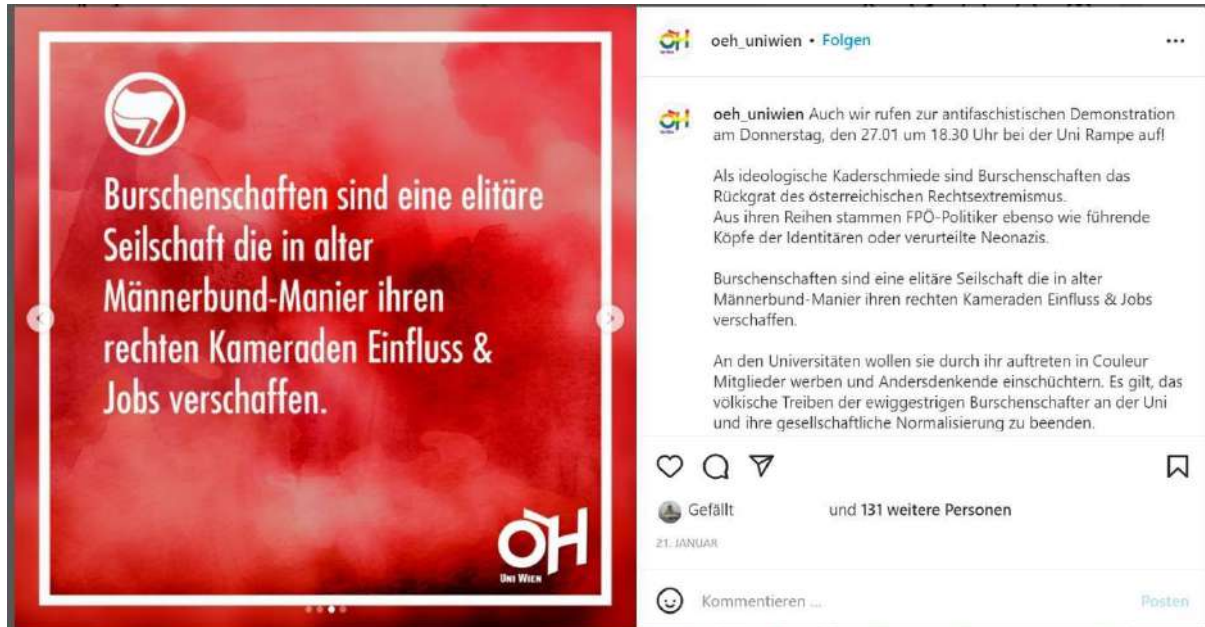 Burschenschaften sind eine elitäre
Seilschaft die in alter
Männerbund-Manier ihren
rechten Kameraden Einfluss &
Jobs verschaffen.
ÖH
UNI WIEN
oeh_uniwien • Folgen
oeh_uniwien Auch wir rufen zur antifaschistischen Demonstration
am Donnerstag, den 27.01 um 18.30 Uhr bei der Uni Rampe auf!
Als ideologische Kaderschmiede sind Burschenschaften das
Rückgrat des österreichischen Rechtsextremismus.
Aus ihren Reihen stammen FPÖ-Politiker ebenso wie führende
Köpfe der Identitären oder verurteilte Neonazis.
Burschenschaften sind eine elitäre Seilschaft die in alter
Männerbund-Manier ihren rechten Kameraden Einfluss & Jobs
verschaffen.
An den Universitäten wollen sie durch ihr auftreten in Couleur
Mitglieder werben und Andersdenkende einschüchtern. Es gilt, das
völkische Treiben der ewiggestrigen Burschenschafter an der Uni
und ihre gesellschaftliche Normalisierung zu beenden.
Gefällt und 131 weitere Personen
21. JANUAR
Kommentieren ... Posten